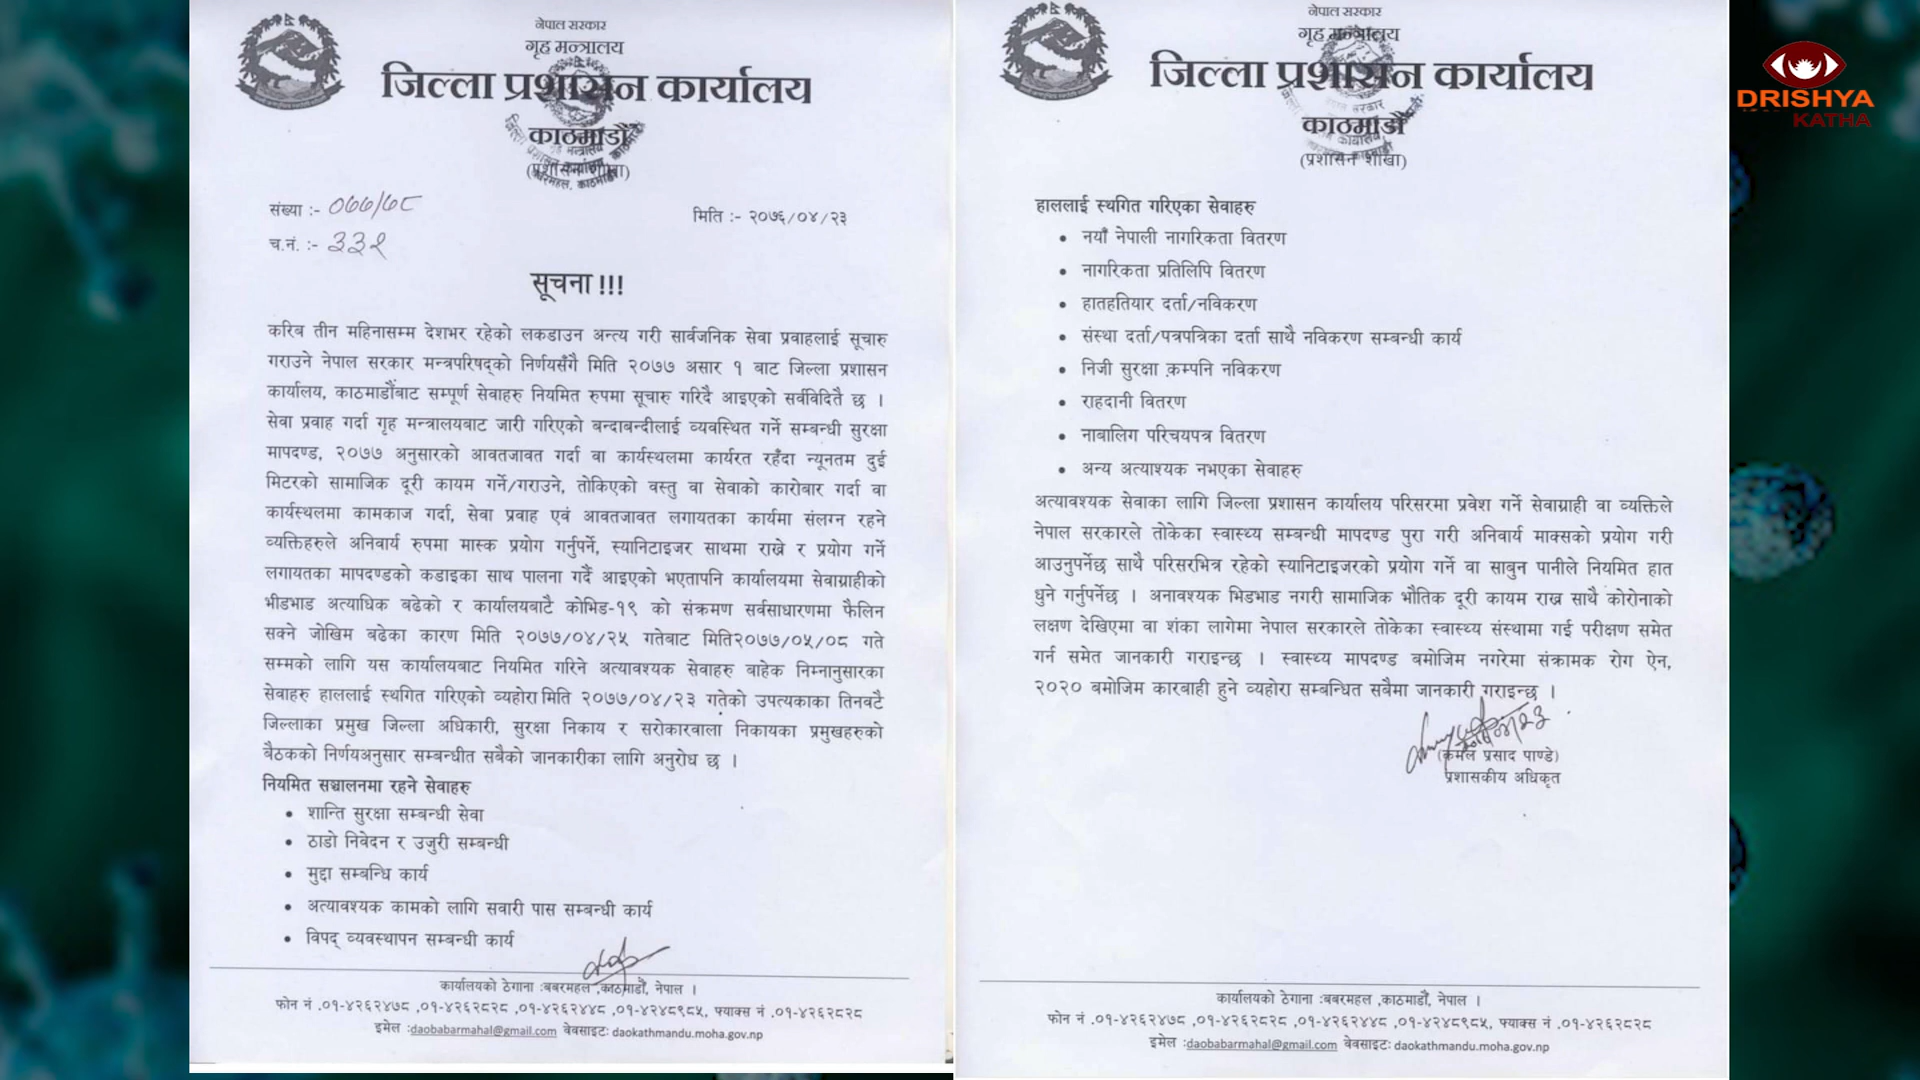 नेपाल सरकार
गृह मन्त्रालय
जिल्ला प्रशासन कार्यालय
काठमाडौं
(प्रशासन शाखा)
संख्या :- ०७७/७८
मिति :- २०७६/०४/२३
च.नं. :- ३३२
सूचना !!!
करिब तीन महिनासम्म देशभर रहेको लकडाउन अन्त्य गरी सार्वजनिक सेवा प्रवाहलाई सूचारु
गराउने नेपाल सरकार मन्त्रपरिषद्को निर्णयसँगै मिति २०७७ असार १ बाट जिल्ला प्रशासन
कार्यालय, काठमाडौंबाट सम्पूर्ण सेवाहरु नियमित रुपमा सूचारु गरिदै आइएको सर्वविदितै छ ।
सेवा प्रवाह गर्दा गृह मन्त्रालयबाट जारी गरिएको बन्दाबन्दीलाई व्यवस्थित गर्ने सम्बन्धी सुरक्षा
मापदण्ड, २०७७ अनुसारको आवतजावत गर्दा वा कार्यस्थलमा कार्यरत रहँदा न्यूनतम दुई
मिटरको सामाजिक दूरी कायम गर्ने/गराउने, तोकिएको वस्तु वा सेवाको कारोबार गर्दा वा
कार्यस्थलमा कामकाज गर्दा, सेवा प्रवाह एवं आवतजावत लगायतका कार्यमा संलग्न रहने
व्यक्तिहरुले अनिवार्य रुपमा मास्क प्रयोग गर्नुपर्ने, स्यानिटाइजर साथमा राख्ने र प्रयोग गर्ने
लगायतका मापदण्डको कडाइका साथ पालना गर्दै आइएको भएतापनि कार्यालयमा सेवाग्राहीको
भीडभाड अत्याधिक बढेको र कार्यालयबाटै कोभिड-१९ को संक्रमण सर्वसाधारणमा फैलिन
सक्ने जोखिम बढेका कारण मिति २०७७/०४/२५ गतेबाट मिति२०७७/०५/०८ गते
सम्मको लागि यस कार्यालयबाट नियमित गरिने अत्यावश्यक सेवाहरु बाहेक निम्नानुसारका
सेवाहरु हाललाई स्थगित गरिएको व्यहोरा मिति २०७७/०४/२३ गतेको उपत्यकाका तिनवटै
जिल्लाका प्रमुख जिल्ला अधिकारी, सुरक्षा निकाय र सरोकारवाला निकायका प्रमुखहरुको
बैठकको निर्णयअनुसार सम्बन्धीत सबैको जानकारीका लागि अनुरोध छ ।
नियमित सञ्चालनमा रहने सेवाहरु
• शान्ति सुरक्षा सम्बन्धी सेवा
• ठाडो निवेदन र उजुरी सम्बन्धी
• मुद्दा सम्बन्धि कार्य
• अत्यावश्यक कामको लागि सवारी पास सम्बन्धी कार्य
• विपद् व्यवस्थापन सम्बन्धी कार्य
कार्यालयको ठेगाना :बबरमहल ,काठमाडौं, नेपाल ।
फोन नं .०१-४२६२४७८ ,०१-४२६२८२८ ,०१-४२६२४४८ ,०१-४२४८९८५, फ्याक्स नं .०१-४२६२८२८
इमेल :daobabarmahal@gmail.com वेवसाइट: daokathmandu.moha.gov.np
नेपाल सरकार
गृह मन्त्रालय
जिल्ला प्रशासन कार्यालय
काठमाडौं
(प्रशासन शाखा)
हाललाई स्थगित गरिएका सेवाहरु
• नयाँ नेपाली नागरिकता वितरण
• नागरिकता प्रतिलिपि वितरण
• हातहतियार दर्ता/नविकरण
• संस्था दर्ता/पत्रपत्रिका दर्ता साथै नविकरण सम्बन्धी कार्य
• निजी सुरक्षा कम्पनि नविकरण
• राहदानी वितरण
• नाबालिग परिचयपत्र वितरण
• अन्य अत्याश्यक नभएका सेवाहरु
अत्यावश्यक सेवाका लागि जिल्ला प्रशासन कार्यालय परिसरमा प्रवेश गर्ने सेवाग्राही वा व्यक्तिले
नेपाल सरकारले तोकेका स्वास्थ्य सम्बन्धी मापदण्ड पुरा गरी अनिवार्य माक्सको प्रयोग गरी
आउनुपर्नेछ साथै परिसरभित्र रहेको स्यानिटाइजरको प्रयोग गर्ने वा साबुन पानीले नियमित हात
धुने गर्नुपर्नेछ । अनावश्यक भिडभाड नगरी सामाजिक भौतिक दूरी कायम राख्न साथै कोरोनाको
लक्षण देखिएमा वा शंका लागेमा नेपाल सरकारले तोकेका स्वास्थ्य संस्थामा गई परीक्षण समेत
गर्न समेत जानकारी गराइन्छ । स्वास्थ्य मापदण्ड बमोजिम नगरेमा संक्रामक रोग ऐन,
२०२० बमोजिम कारबाही हुने व्यहोरा सम्बन्धित सबैमा जानकारी गराइन्छ ।
(कमल प्रसाद पाण्डे)
प्रशासकीय अधिकृत
कार्यालयको ठेगाना :बबरमहल ,काठमाडौं, नेपाल ।
फोन नं .०१-४२६२४७८ ,०१-४२६२८२८ ,०१-४२६२४४८ ,०१-४२४८९८५, फ्याक्स नं .०१-४२६२८२८
इमेल :daobabarmahal@gmail.com वेवसाइट: daokathmandu.moha.gov.np
DRISHYA
KATHA